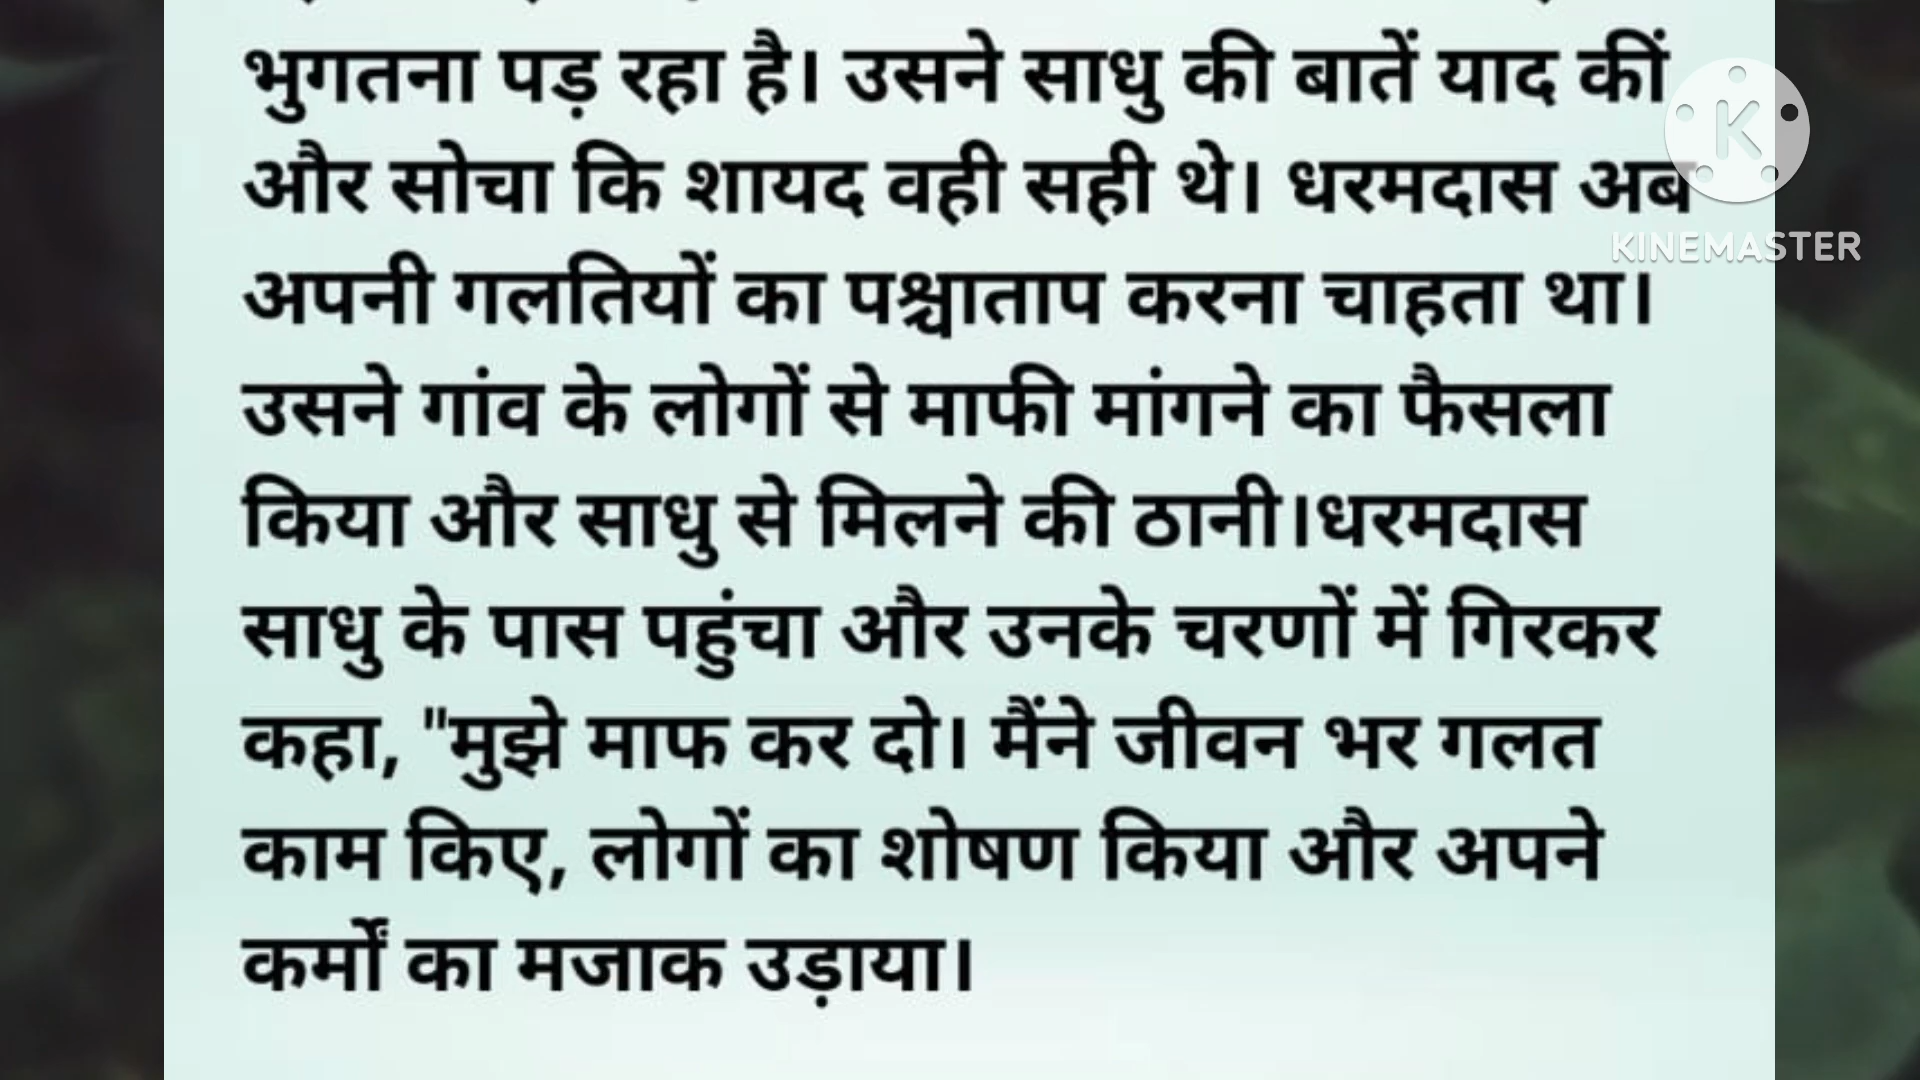 भुगतना पड़ रहा है। उसने साधु की बातें याद कीं
और सोचा कि शायद वही सही थे। धरमदास अब
अपनी गलतियों का पश्चाताप करना चाहता था।
उसने गांव के लोगों से माफी मांगने का फैसला
किया और साधु से मिलने की ठानी।धरमदास
साधु के पास पहुंचा और उनके चरणों में गिरकर
कहा, "मुझे माफ कर दो। मैंने जीवन भर गलत
काम किए, लोगों का शोषण किया और अपने
कर्मों का मजाक उड़ाया।
K
KINEMASTER